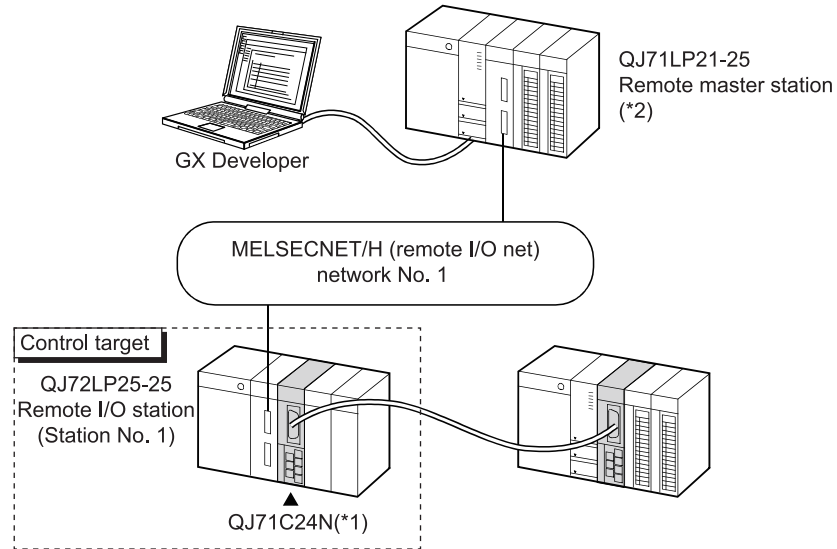 QJ71LP21-25
Remote master station
(*2)
GX Developer
MELSECNET/H (remote I/O net)
network No. 1
Control target
QJ72LP25-25
Remote I/O station
(Station No. 1)
QJ71C24N(*1)